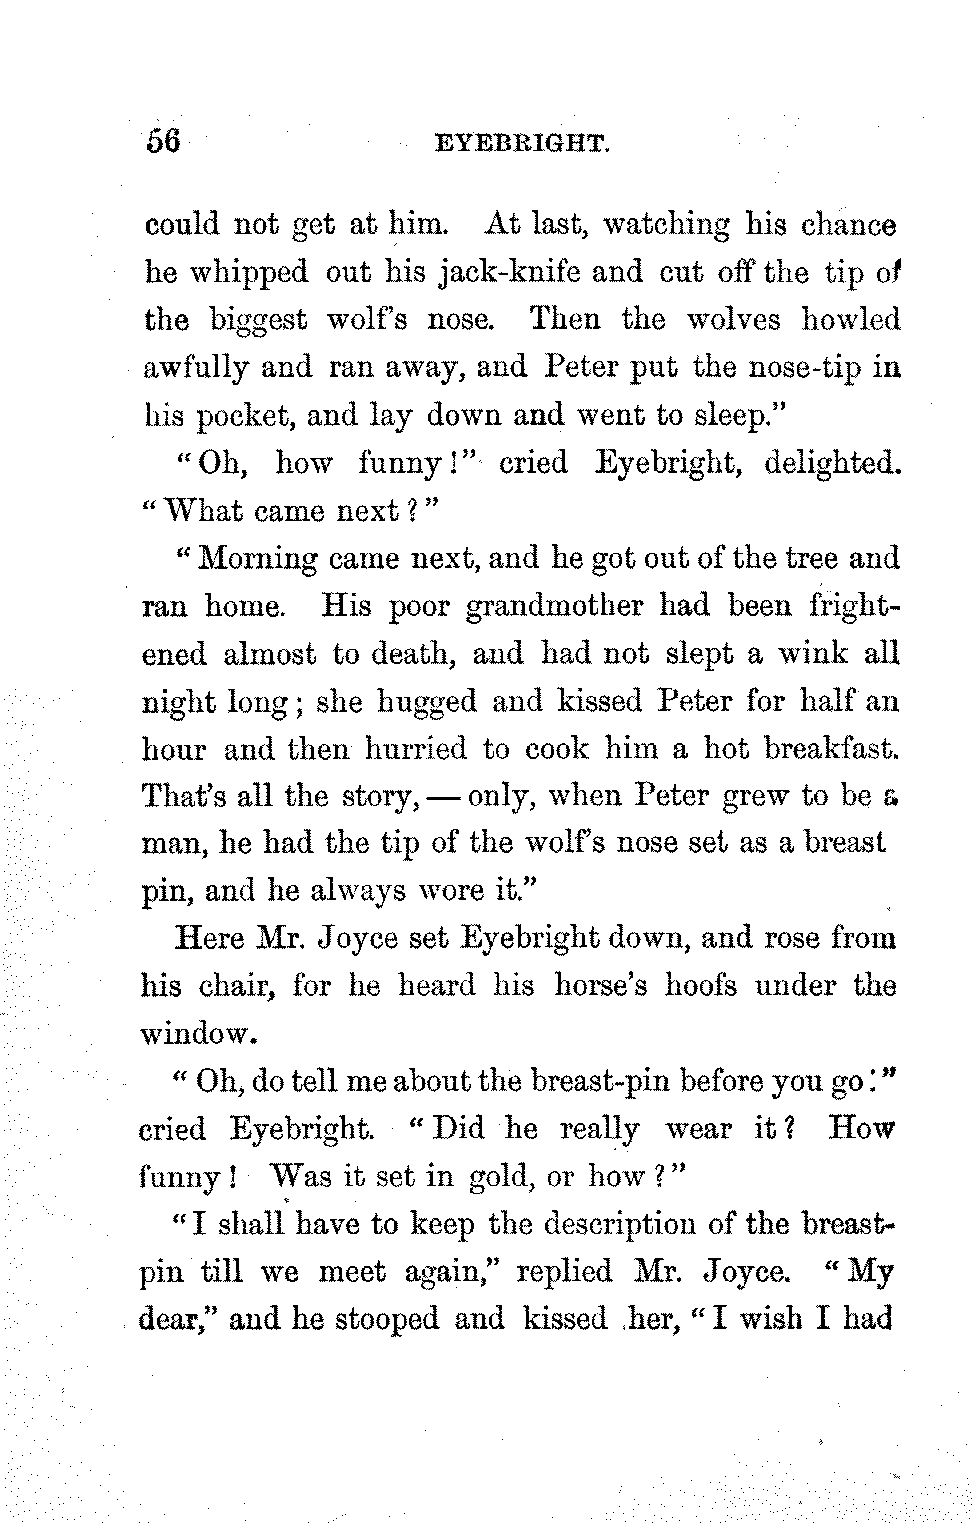 56 EYEBRIGHT.
could not get at him. At last, watching his chance
he whipped out his jack-knife and cut off the tip of
the biggest wolf's nose. Then the wolves howled
awfully and ran away, and Peter put the nose-tip in
his pocket, and lay down and went to sleep."
"Oh, how funny!" cried Eyebright, delighted.
"What came next?"
"Morning came next, and he got out of the tree and
ran home. His poor grandmother had been fright-
ened almost to death, and had not slept a wink all
night long; she hugged and kissed Peter for half an
hour and then hurried to cook him a hot breakfast.
That's all the story, — only, when Peter grew to be a
man, he had the tip of the wolf's nose set as a breast
pin, and he always wore it."
Here Mr. Joyce set Eyebright down, and rose from
his chair, for he heard his horse's hoofs under the
window.
"Oh, do tell me about the breast-pin before you go!"
cried Eyebright. "Did he really wear it? How
funny! Was it set in gold, or how?"
"I shall have to keep the description of the breast-
pin till we meet again," replied Mr. Joyce. "My
dear," and he stooped and kissed her, "I wish I had